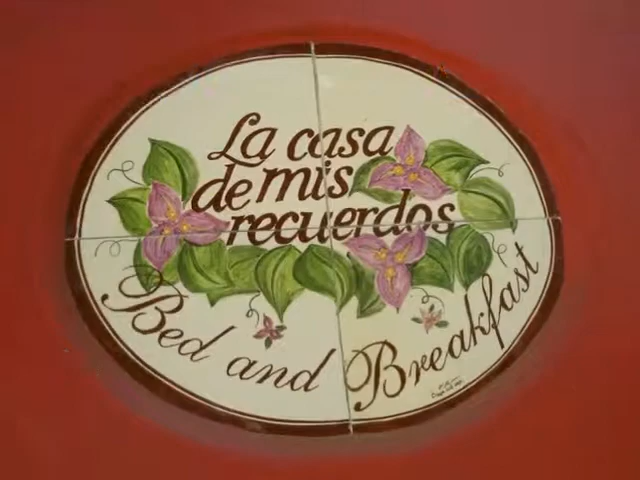 La casa
de mis
recuerdos
Bed and Breakfast